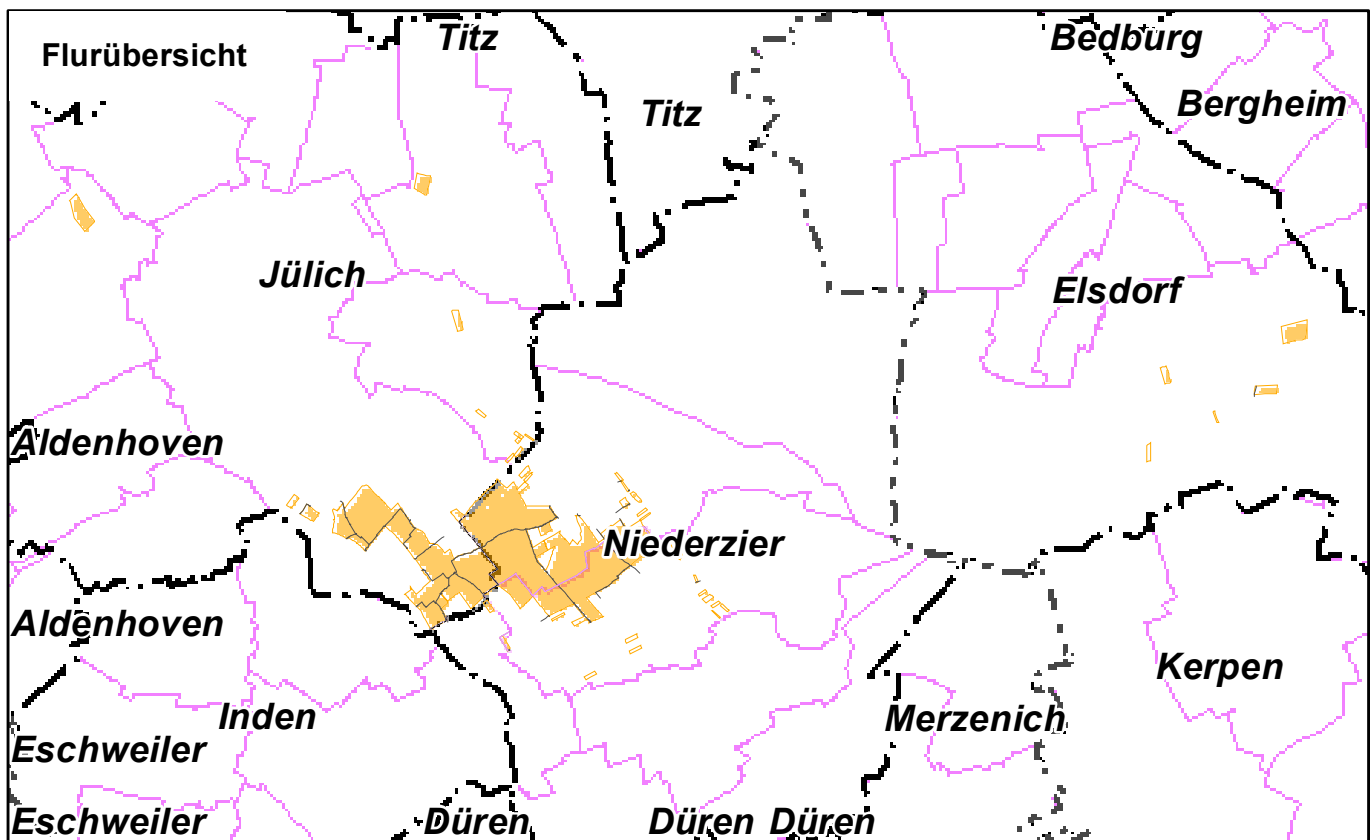 Flurübersicht
Titz
Bedburg
Titz
Bergheim
Jülich
Elsdorf
Aldenhoven
Niederzier
Aldenhoven
Kerpen
Inden
Merzenich
Eschweiler
Eschweiler
Düren
Düren
Düren